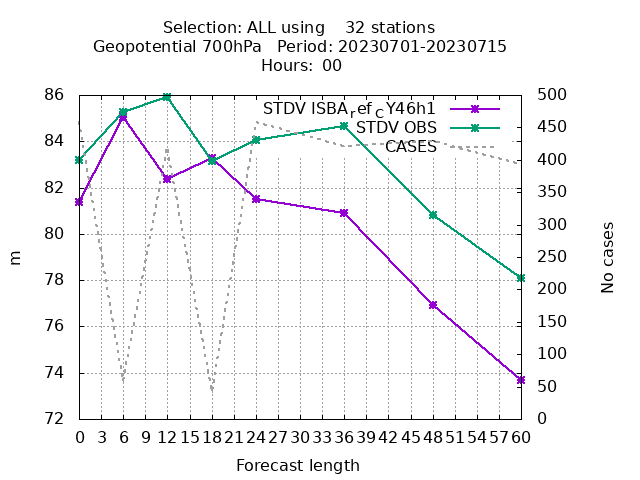 Selection: ALL using    32 stations
Geopotential 700hPa   Period: 20230701-20230715
Hours: 00
STDV ISBAref CY46h1
STDV OBS
CASES
86
84
82
80
78
76
74
72
m
500
450
400
350
300
250
200
150
100
50
0
No cases
0 3 6 9 12 15 18 21 24 27 30 33 36 39 42 45 48 51 54 57 60
Forecast length